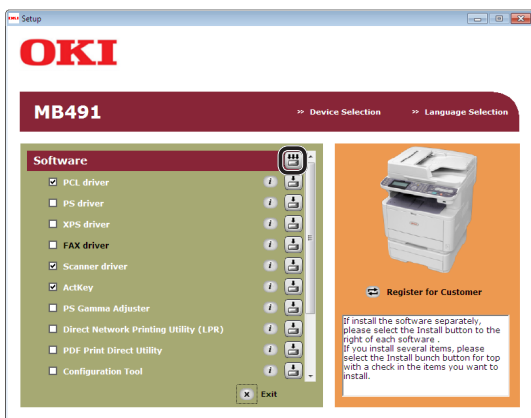 Setup
OKI
MB491
>> Device Selection
>> Language Selection
Software
PCL driver
PS driver
XPS driver
FAX driver
Scanner driver
ActKey
PS Gamma Adjuster
Direct Network Printing Utility (LPR)
PDF Print Direct Utility
Configuration Tool
x Exit
Register for Customer
If install the software separately,
please select the Install button to the
right of each software .
If you install several items, please
select the Install bunch button for top
with a check in the items you want to
install.